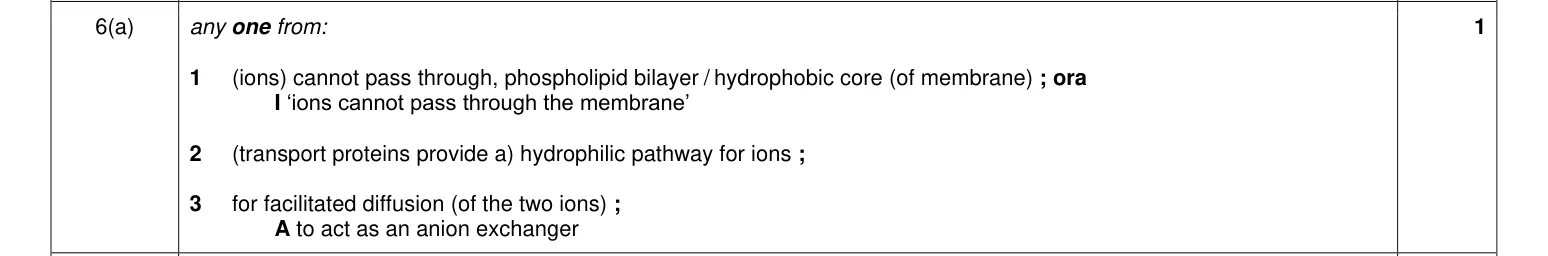 6(a) any one from: 1
1 (ions) cannot pass through, phospholipid bilayer / hydrophobic core (of membrane) ; ora
I ‘ions cannot pass through the membrane’
2 (transport proteins provide a) hydrophilic pathway for ions ;
3 for facilitated diffusion (of the two ions) ;
A to act as an anion exchanger